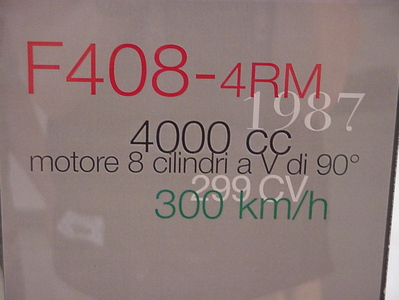 F408-4RM
1987
4000 cc
motore 8 cilindri a V di 90°
299 CV
300 km/h